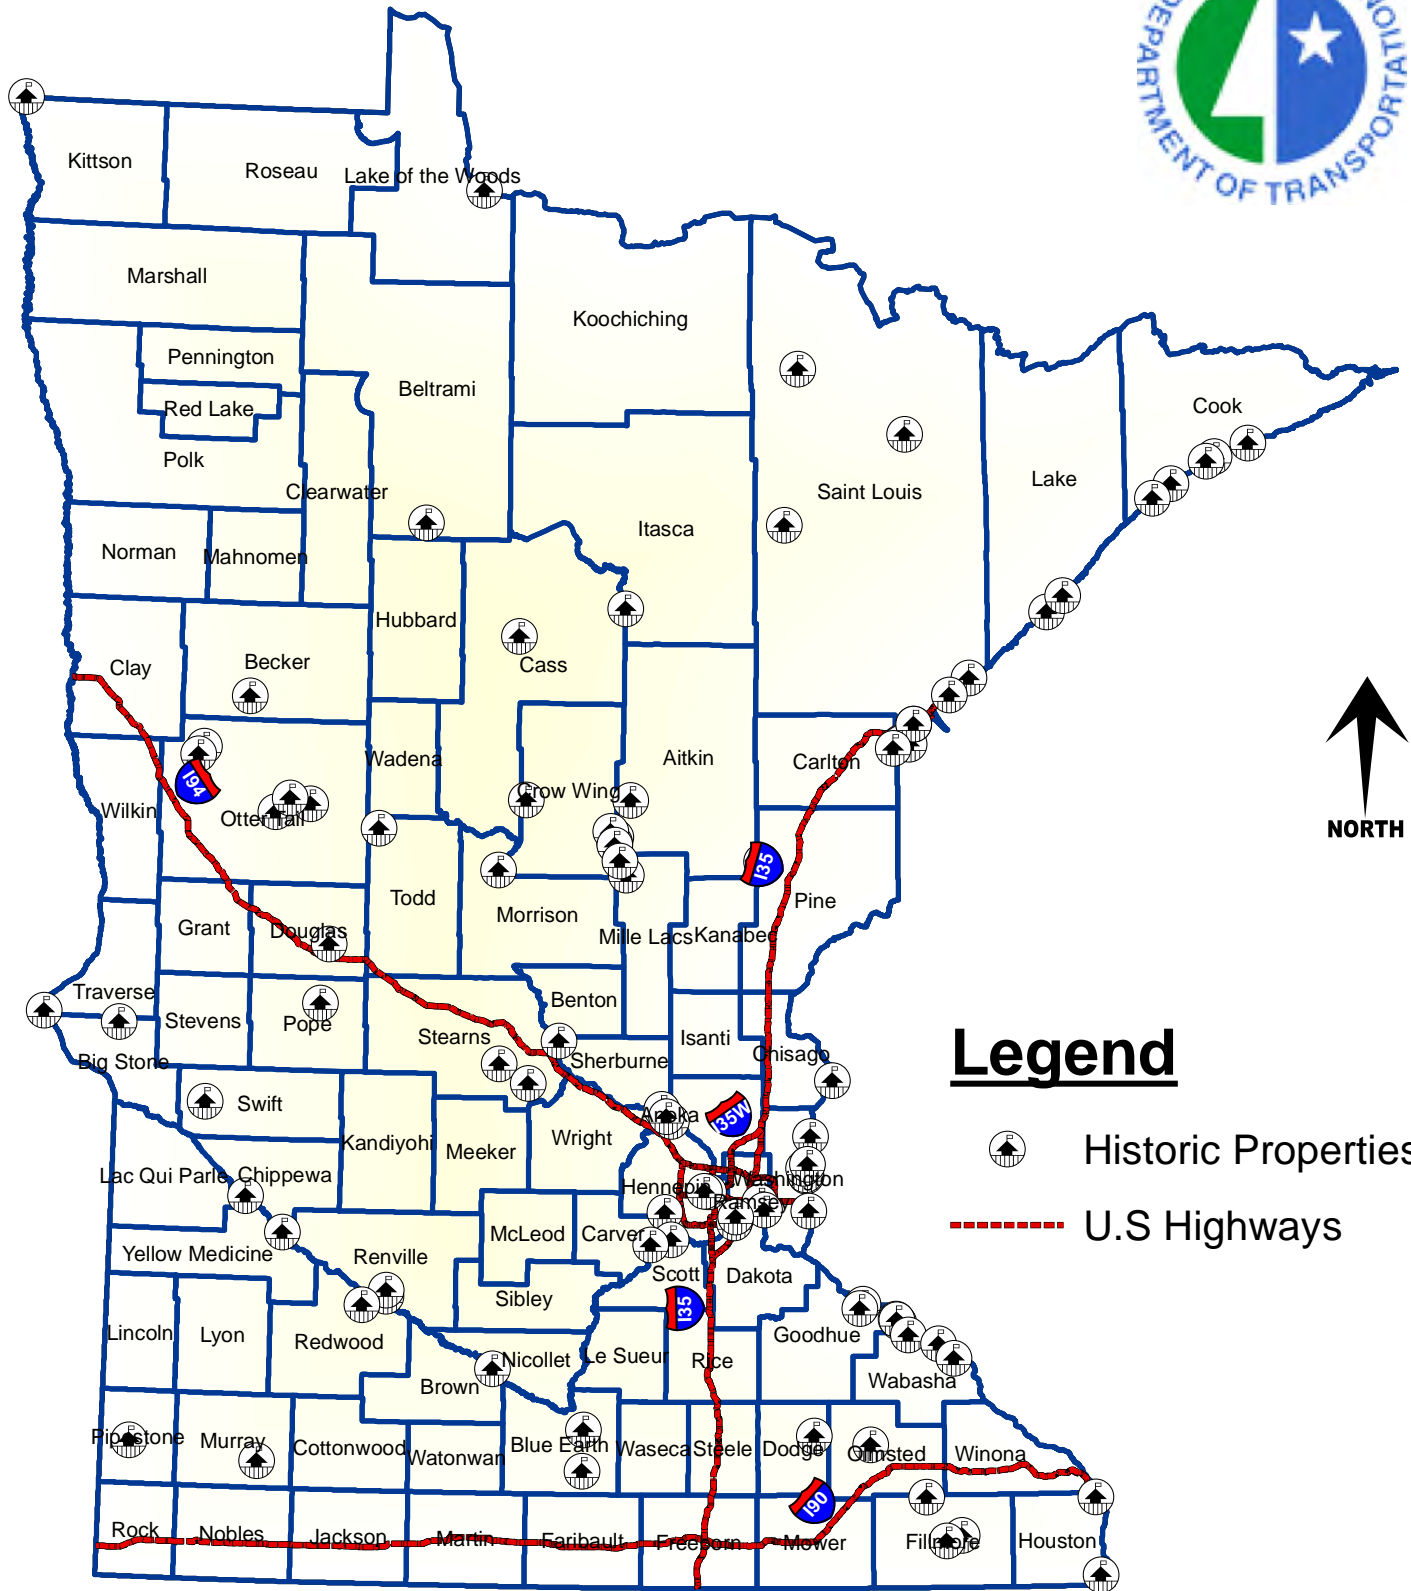 DEPARTMENT OF TRANSPORTATION
Kittson
Roseau
Lake of the Woods
Marshall
Koochiching
Pennington
Beltrami
Red Lake
Cook
Polk
Lake
Clearwater
Saint Louis
Itasca
Norman
Mahnomen
Hubbard
Clay
Becker
Cass
Wadena
Aitkin
Carlton
I94
Crow Wing
Wilkin
Otter Tail
NORTH
I35
Todd
Pine
Morrison
Grant
Douglas
Mille Lacs
Kanabec
Traverse
Benton
Stevens
Pope
Stearns
Isanti
Chisago
Big Stone
Sherburne
Legend
Swift
Anoka
I35W
Kandiyohi
Wright
Meeker
Historic Properties
Lac Qui Parle
Chippewa
Hennepin
Washington
Ramsey
U.S Highways
McLeod
Carver
Yellow Medicine
Renville
Scott
Dakota
Sibley
I35
Lincoln
Lyon
Redwood
Goodhue
Nicollet
Le Sueur
Rice
Brown
Wabasha
Pipestone
Murray
Cottonwood
Watonwan
Blue Earth
Waseca
Steele
Dodge
Olmsted
Winona
I90
Rock
Nobles
Jackson
Martin
Faribault
Freeborn
Mower
Fillmore
Houston